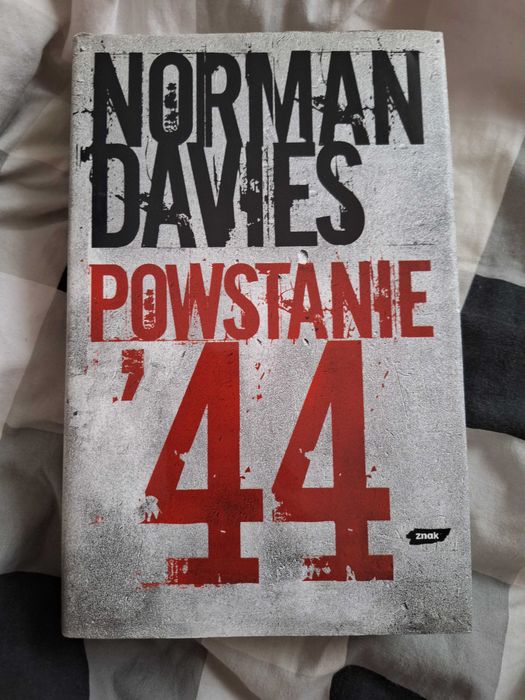 NORMAN
DAVIES
POWSTANIE
'44
znak